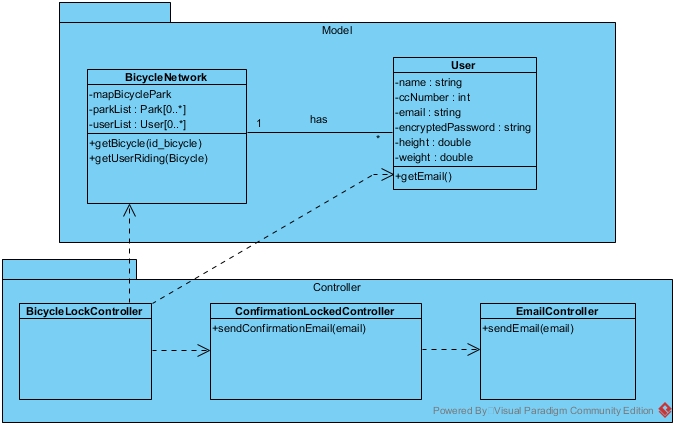 Model
BicycleNetwork
-mapBicyclePark
-parkList : Park[0..*]
-userList : User[0..*]
+getBicycle(id_bicycle)
+getUserRiding(Bicycle)
1
has
*
User
-name : string
-ccNumber : int
-email : string
-encryptedPassword : string
-height : double
-weight : double
+getEmail()
Controller
BicycleLockController
ConfirmationLockedController
+sendConfirmationEmail(email)
EmailController
+sendEmail(email)
Powered By Visual Paradigm Community Edition